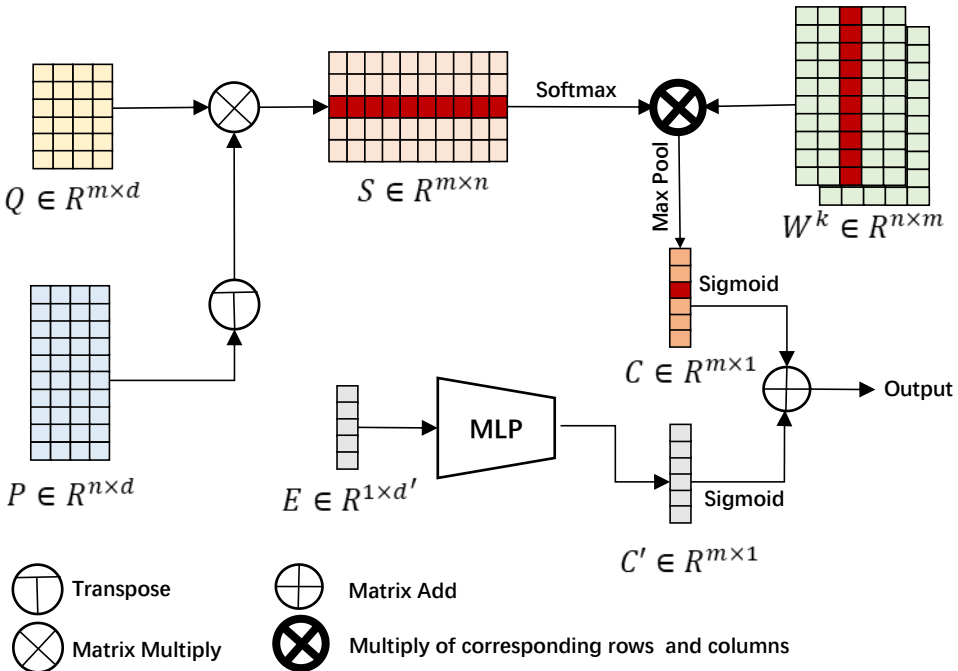 Softmax
Q ∈ R^{m×d}
S ∈ R^{m×n}
Max Pool
W^k ∈ R^{n×m}
Sigmoid
C ∈ R^{m×1}
Output
MLP
P ∈ R^{n×d}
E ∈ R^{1×d'}
Sigmoid
C' ∈ R^{m×1}
Transpose
Matrix Add
Matrix Multiply
Multiply of corresponding rows and columns